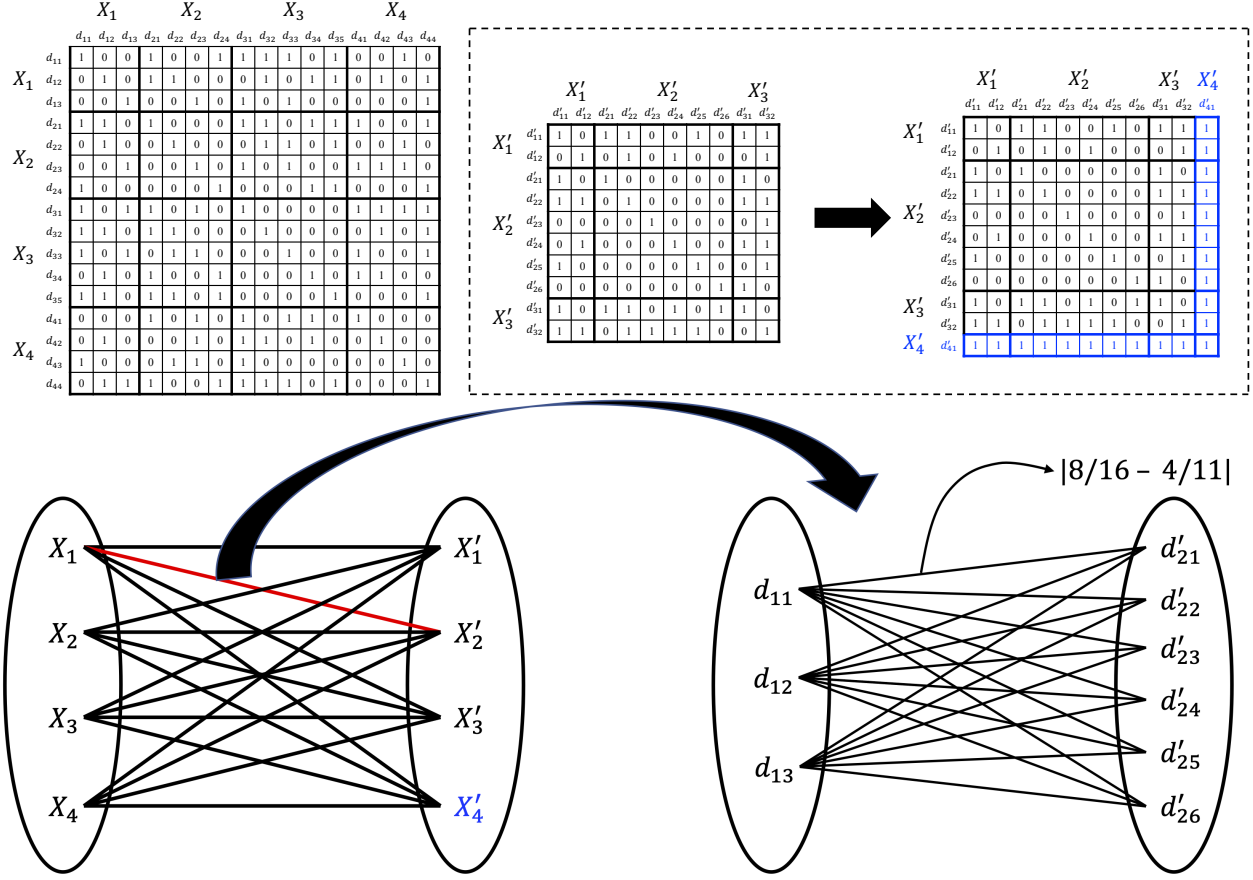 X₁ X₂ X₃ X₄
d₁₁ d₁₂ d₁₃ d₂₁ d₂₂ d₂₃ d₂₄ d₃₁ d₃₂ d₃₃ d₃₄ d₃₅ d₄₁ d₄₂ d₄₃ d₄₄
X₁
X₂
X₃
X₄
d₁₁ 1 0 0 1 0 0 1 1 1 1 0 1 0 0 1 0
d₁₂ 0 1 0 1 1 0 0 0 1 0 1 1 0 0 0 1
d₁₃ 0 0 1 0 0 1 0 1 0 1 0 0 0 0 0 1
d₂₁ 1 1 0 1 0 0 0 1 1 0 1 1 0 0 0 1
d₂₂ 0 1 0 0 1 0 0 0 1 0 0 1 1 0 1 0
d₂₃ 0 0 1 0 0 1 0 1 0 1 0 0 0 1 1 0
d₂₄ 1 0 0 0 0 0 1 0 0 1 1 1 0 0 0 1
d₃₁ 1 0 1 1 0 1 0 1 0 0 0 0 1 1 1 1
d₃₂ 1 1 0 1 1 0 0 0 1 0 0 0 0 0 1 1
d₃₃ 1 0 1 0 0 1 1 0 0 1 0 0 0 1 0 1
d₃₄ 0 1 0 1 0 0 1 0 0 0 1 0 1 1 0 0
d₃₅ 1 1 0 1 1 0 1 0 0 0 0 1 0 0 0 1
d₄₁ 0 0 0 0 1 0 0 1 0 0 1 0 1 0 0 0
d₄₂ 0 0 0 0 0 1 0 1 0 1 1 0 0 1 0 0
d₄₃ 1 0 0 0 1 1 0 1 1 0 0 0 0 0 1 0
d₄₄ 0 1 1 1 0 0 1 1 1 1 0 1 0 0 0 1
X′₁ X′₂ X′₃
d′₁₁ d′₁₂ d′₂₁ d′₂₂ d′₂₃ d′₂₄ d′₂₅ d′₂₆ d′₃₁ d′₃₂
X′₁
X′₂
X′₃
d′₁₁ 1 0 1 1 0 0 1 0 1 1
d′₁₂ 0 1 0 1 0 1 0 0 0 1
d′₂₁ 1 0 1 0 0 0 0 0 1 0
d′₂₂ 1 1 0 1 0 0 0 0 1 1
d′₂₃ 0 0 0 0 1 0 0 0 0 1
d′₂₄ 0 1 0 0 0 1 0 0 1 1
d′₂₅ 1 0 0 0 0 0 1 0 0 1
d′₂₆ 0 0 0 0 0 0 0 1 1 0
d′₃₁ 1 0 1 1 0 1 0 1 1 0
d′₃₂ 1 1 0 1 1 1 1 0 0 1
X′₁ X′₂ X′₃ X′₄
d′₁₁ d′₁₂ d′₂₁ d′₂₂ d′₂₃ d′₂₄ d′₂₅ d′₂₆ d′₃₁ d′₃₂ d′₄₁
X′₁
X′₂
X′₃
X′₄
d′₁₁ 1 0 1 1 0 0 1 0 1 1 1
d′₁₂ 0 1 0 1 0 1 0 0 0 1 1
d′₂₁ 1 0 1 0 0 0 0 0 1 0 1
d′₂₂ 1 1 0 1 0 0 0 0 1 1 1
d′₂₃ 0 0 0 0 1 0 0 0 0 1 1
d′₂₄ 0 1 0 0 0 1 0 0 1 1 1
d′₂₅ 1 0 0 0 0 0 1 0 0 1 1
d′₂₆ 0 0 0 0 0 0 0 1 1 0 1
d′₃₁ 1 0 1 1 0 1 0 1 1 0 1
d′₃₂ 1 1 0 1 1 1 1 0 0 1 1
d′₄₁ 1 1 1 1 1 1 1 1 1 1 1
X₁
X₂
X₃
X₄
X′₁
X′₂
X′₃
X′₄
|8/16 – 4/11|
d₁₁
d₁₂
d₁₃
d′₂₁
d′₂₂
d′₂₃
d′₂₄
d′₂₅
d′₂₆